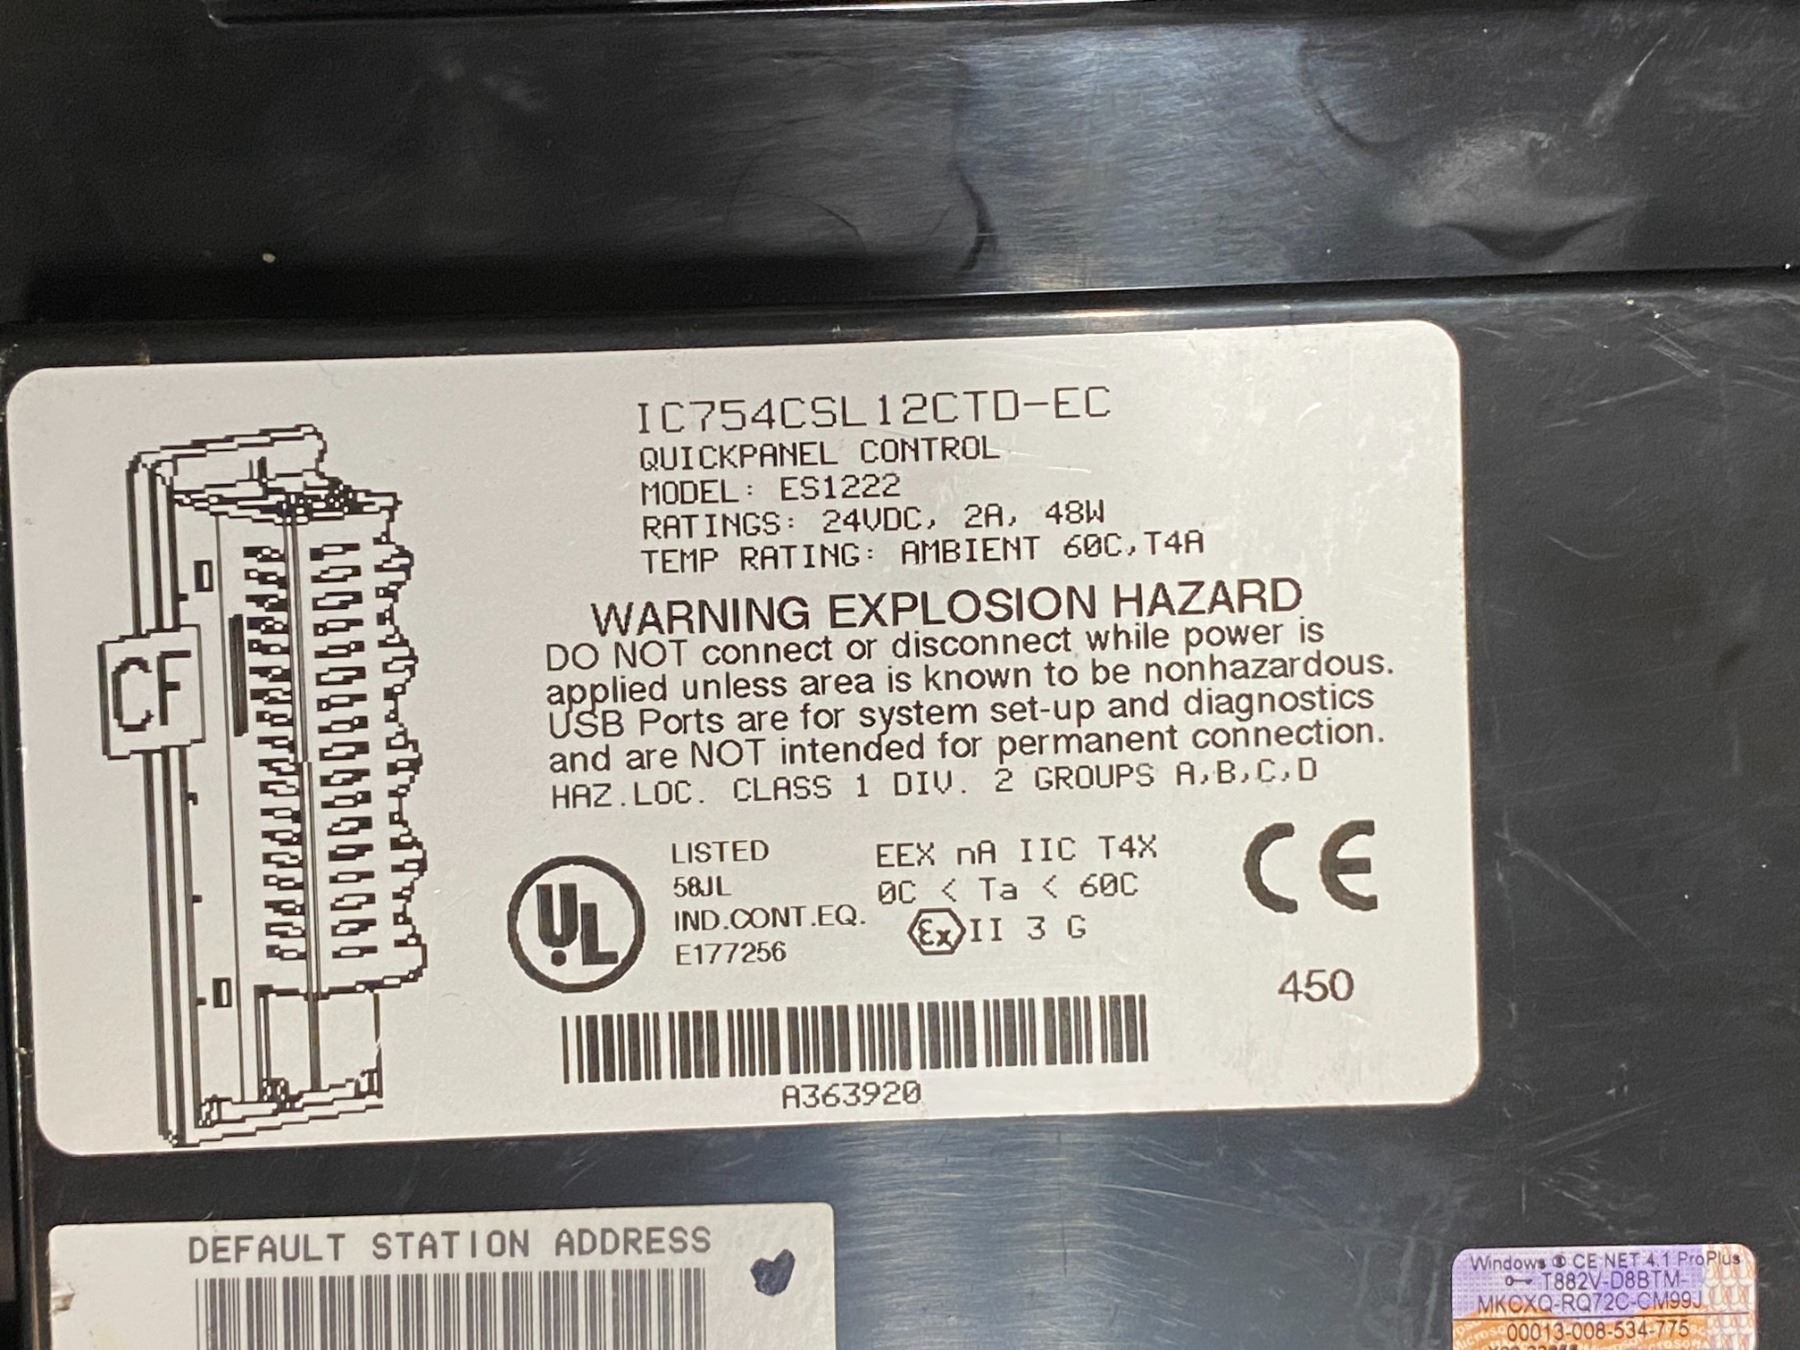 IC754CSL12CTD-EC
QUICKPANEL CONTROL
MODEL: ES1222
RATINGS: 24VDC, 2A, 48W
TEMP RATING: AMBIENT 60C,T4A
WARNING EXPLOSION HAZARD
DO NOT connect or disconnect while power is
applied unless area is known to be nonhazardous.
USB Ports are for system set-up and diagnostics
and are NOT intended for permanent connection.
HAZ.LOC. CLASS 1 DIV. 2 GROUPS A,B,C,D
CF
UL
LISTED
58JL
IND.CONT.EQ.
E177256
EEX nA IIC T4X
0C < Ta < 60C
Ex II 3 G
CE
450
A363920
DEFAULT STATION ADDRESS
Windows ® CE NET 4.1 ProPlus
T882V-D8BTM-
MKCXQ-RQ72C-CM99J
00013-008-534-775